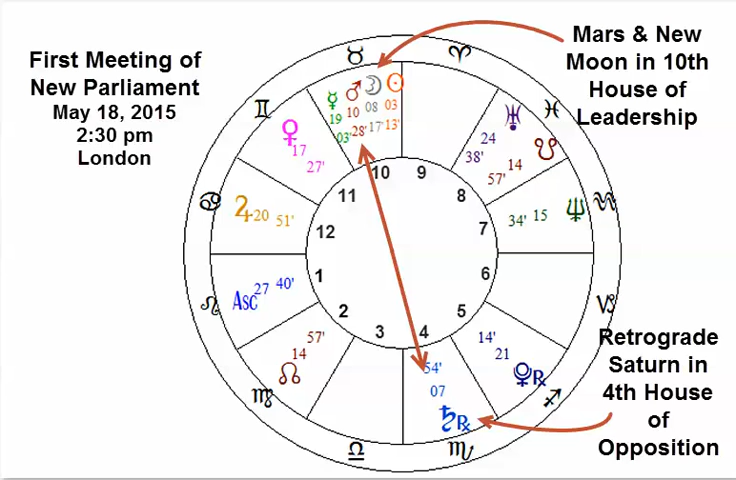 First Meeting of
New Parliament
May 18, 2015
2:30 pm
London
Mars & New
Moon in 10th
House of
Leadership
♉
♈
♊
♓
♋
♒
♌
♑
♍
♐
♎
♏
☿ ♂ ☽ ☉
19 10 08 03
03' 28' 17' 13'
♀
17
27'
♅
24
38'
☋
14
57'
♃ 20 51'
34' 15 ♆
Asc 27 40'
57'
14
☊
14'
21
♇ ℞
54'
07
♄ ℞
10 9
11 8
12 7
1 6
2 5
3 4
Retrograde
Saturn in
4th House
of
Opposition